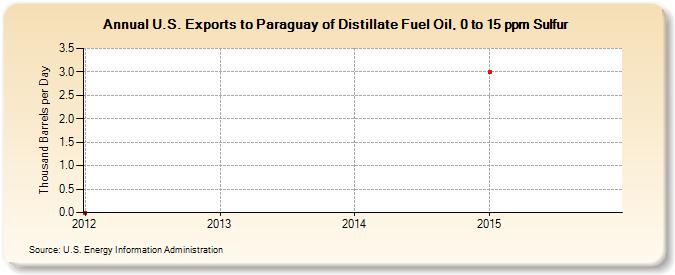 Annual U.S. Exports to Paraguay of Distillate Fuel Oil, 0 to 15 ppm Sulfur
Thousand Barrels per Day
3.5
3.0
2.5
2.0
1.5
1.0
0.5
0.0
2012 2013 2014 2015
Source: U.S. Energy Information Administration